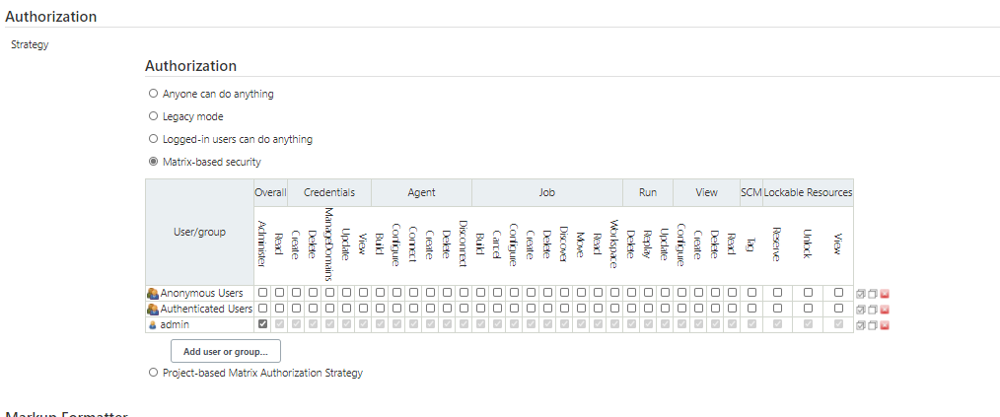 Authorization
Strategy
Authorization
Anyone can do anything
Legacy mode
Logged-in users can do anything
Matrix-based security
User/group Overall Credentials Agent Job Run View SCM Lockable Resources
Administer Read Create Delete ManageDomains Update View Build Configure Connect Create Delete Disconnect Build Cancel Configure Create Delete Discover Move Read Workspace Delete Replay Update Configure Create Delete Read Tag Reserve Unlock View
Anonymous Users
Authenticated Users
admin
Add user or group...
Project-based Matrix Authorization Strategy
Markup Formatter